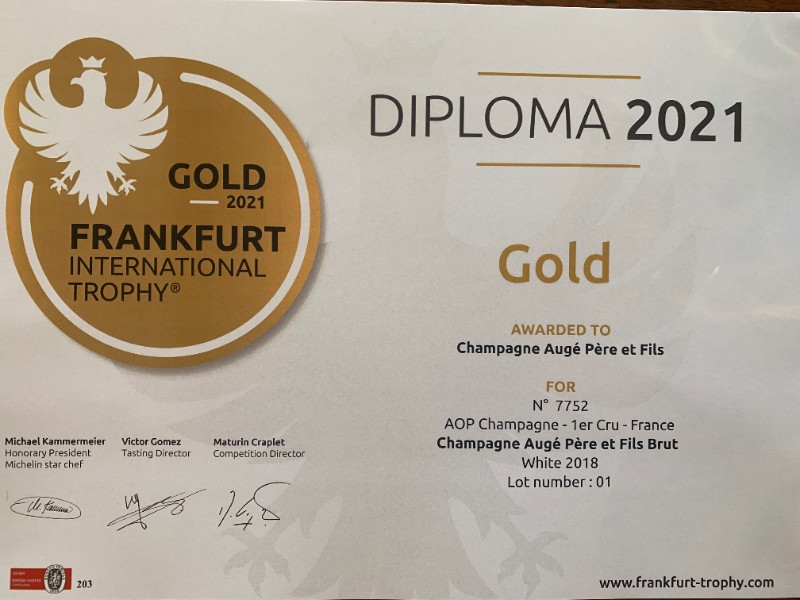 GOLD
2021
FRANKFURT
INTERNATIONAL
TROPHY®
DIPLOMA 2021
Gold
AWARDED TO
Champagne Augé Père et Fils
FOR
N° 7752
AOP Champagne - 1er Cru - France
Champagne Augé Père et Fils Brut
White 2018
Lot number : 01
Michael Kammermeier
Honorary President
Michelin star chef
Victor Gomez
Tasting Director
Maturin Craplet
Competition Director
203
www.frankfurt-trophy.com